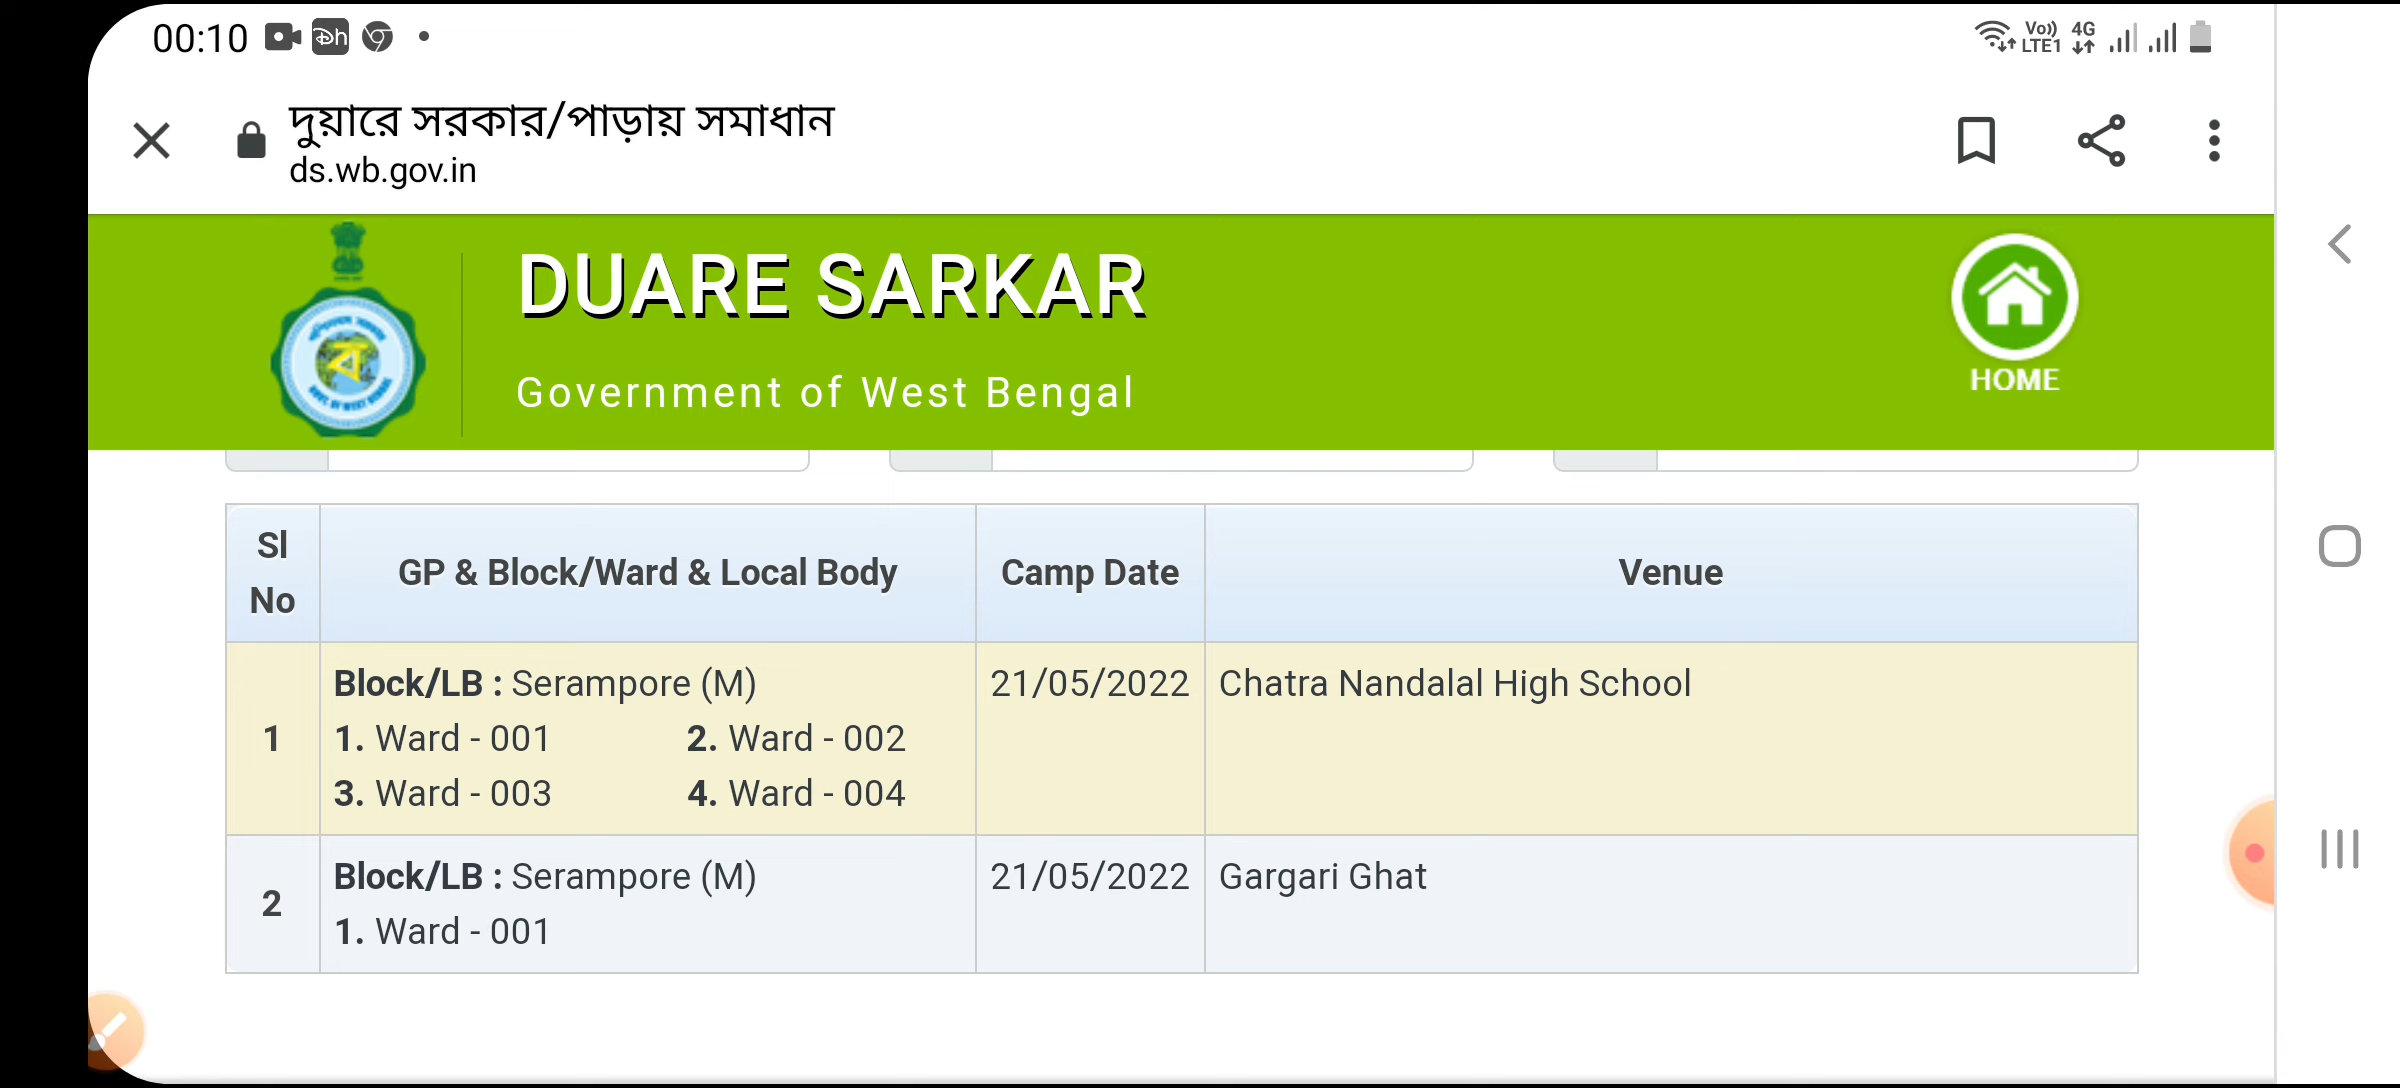 00:10
Vo)) LTE1 4G
দুয়ারে সরকার/পাড়ায় সমাধান
ds.wb.gov.in
DUARE SARKAR
Government of West Bengal
HOME
Sl No
GP & Block/Ward & Local Body
Camp Date
Venue
1
Block/LB : Serampore (M)
1. Ward - 001 2. Ward - 002
3. Ward - 003 4. Ward - 004
21/05/2022
Chatra Nandalal High School
2
Block/LB : Serampore (M)
1. Ward - 001
21/05/2022
Gargari Ghat